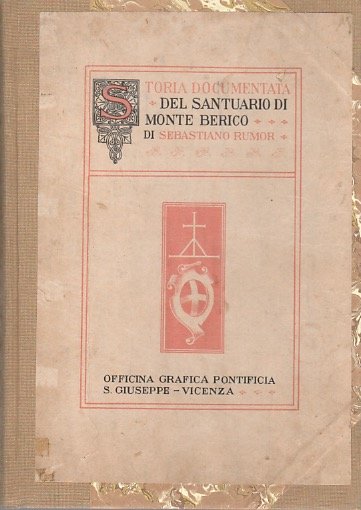 STORIA DOCUMENTATA
DEL SANTUARIO DI
MONTE BERICO
DI SEBASTIANO RUMOR
OFFICINA GRAFICA PONTIFICIA
S. GIUSEPPE - VICENZA